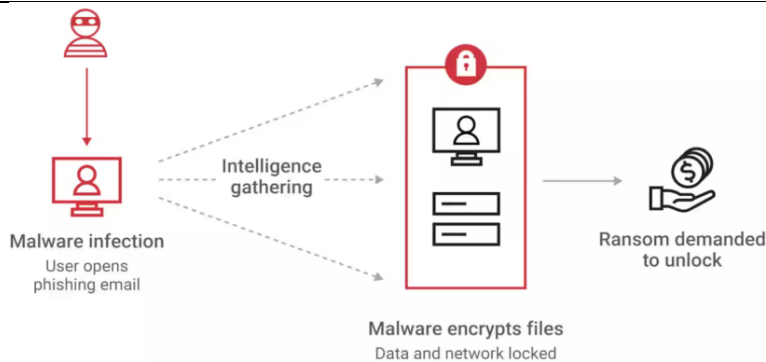 Intelligence
gathering
Malware infection
User opens
phishing email
Malware encrypts files
Data and network locked
$
Ransom demanded
to unlock